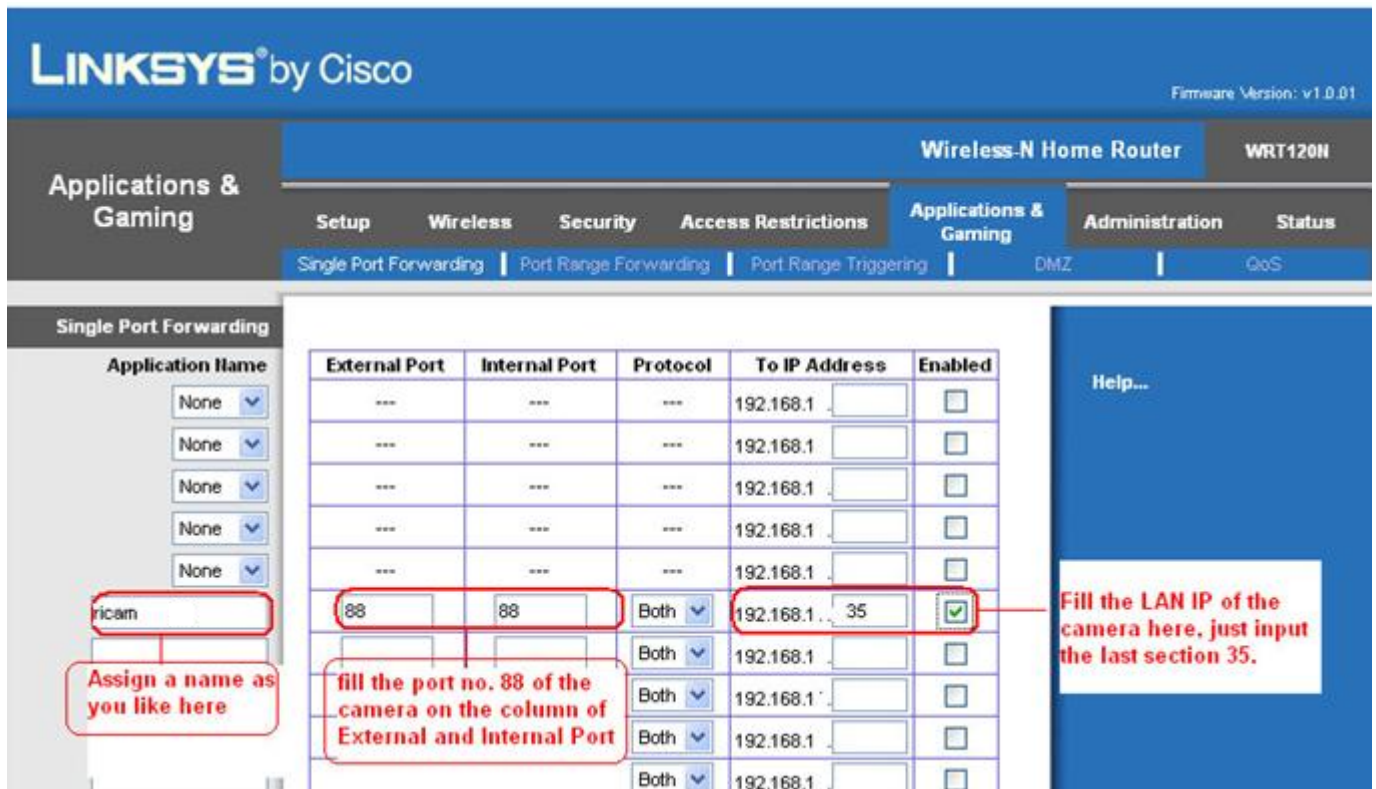 LINKSYS® by Cisco
Firmware Version: v1.0.01
Wireless-N Home Router WRT120N
Applications &
Gaming
Setup Wireless Security Access Restrictions Applications & Gaming Administration Status
Single Port Forwarding | Port Range Forwarding | Port Range Triggering | DMZ | QoS
Single Port Forwarding
Application Name External Port Internal Port Protocol To IP Address Enabled
Help...
None --- --- --- 192.168.1 .
None --- --- --- 192.168.1
None --- --- --- 192.168.1 .
None --- --- --- 192.168.1 .
None --- --- --- 192.168.1 .
ricam 88 88 Both 192.168.1 . . 35
Fill the LAN IP of the
camera here, just input
the last section 35.
Both 192.168.1 .
Assign a name as
you like here
fill the port no. 88 of the
camera on the column of
External and Internal Port
Both 192.168.1 .
Both 192.168.1 .
Both 192.168.1 .